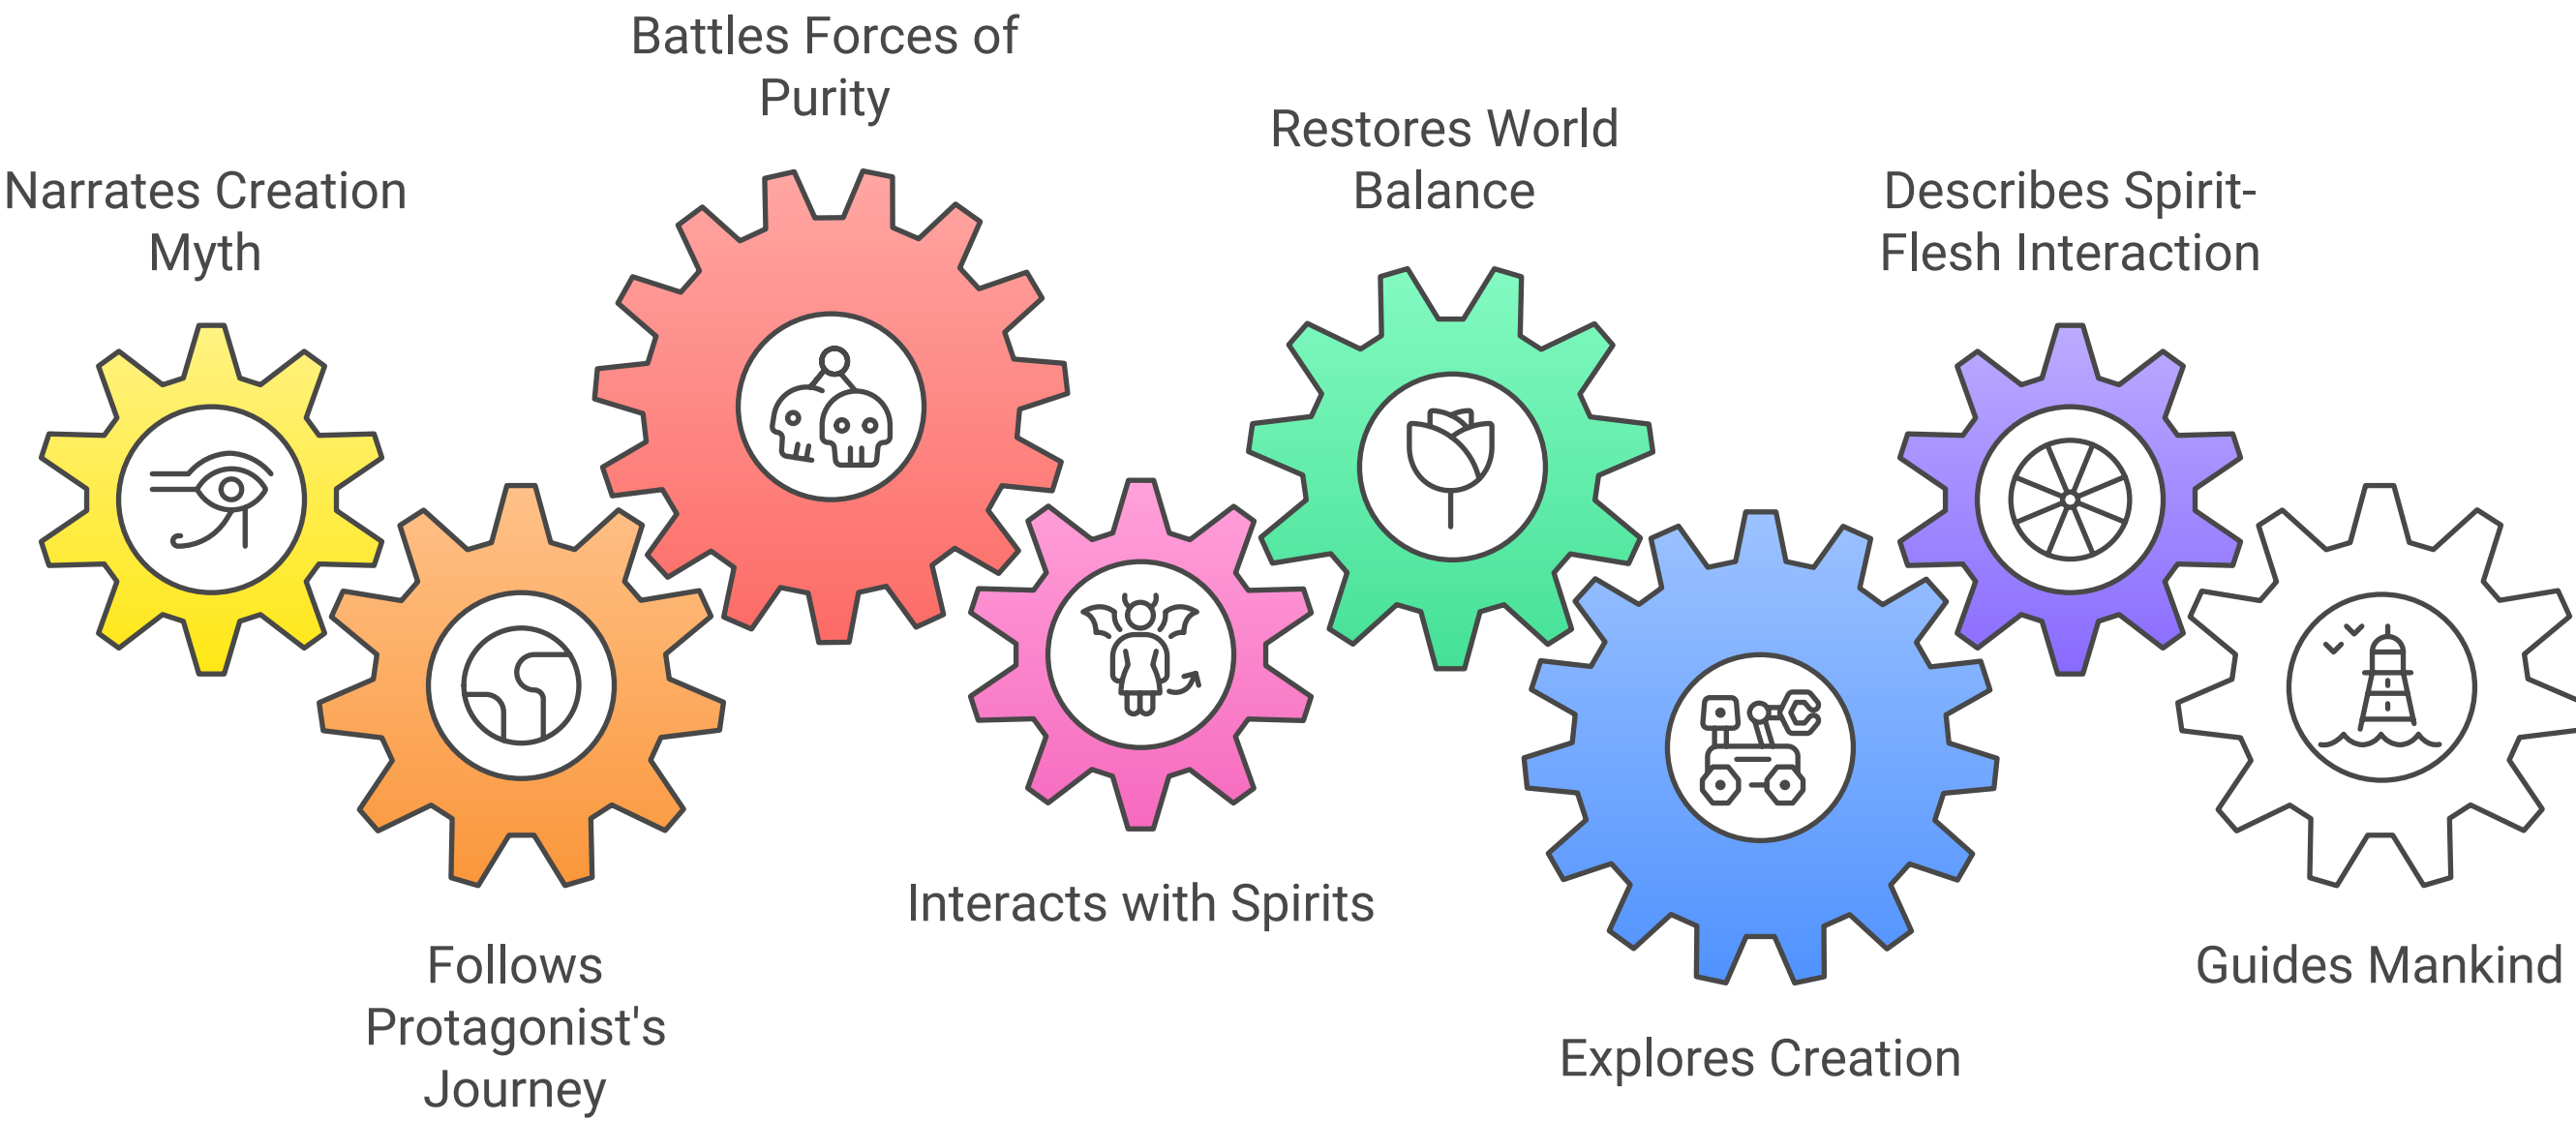 Narrates Creation
Myth
Follows
Protagonist's
Journey
Battles Forces of
Purity
Interacts with Spirits
Restores World
Balance
Explores Creation
Describes Spirit-
Flesh Interaction
Guides Mankind